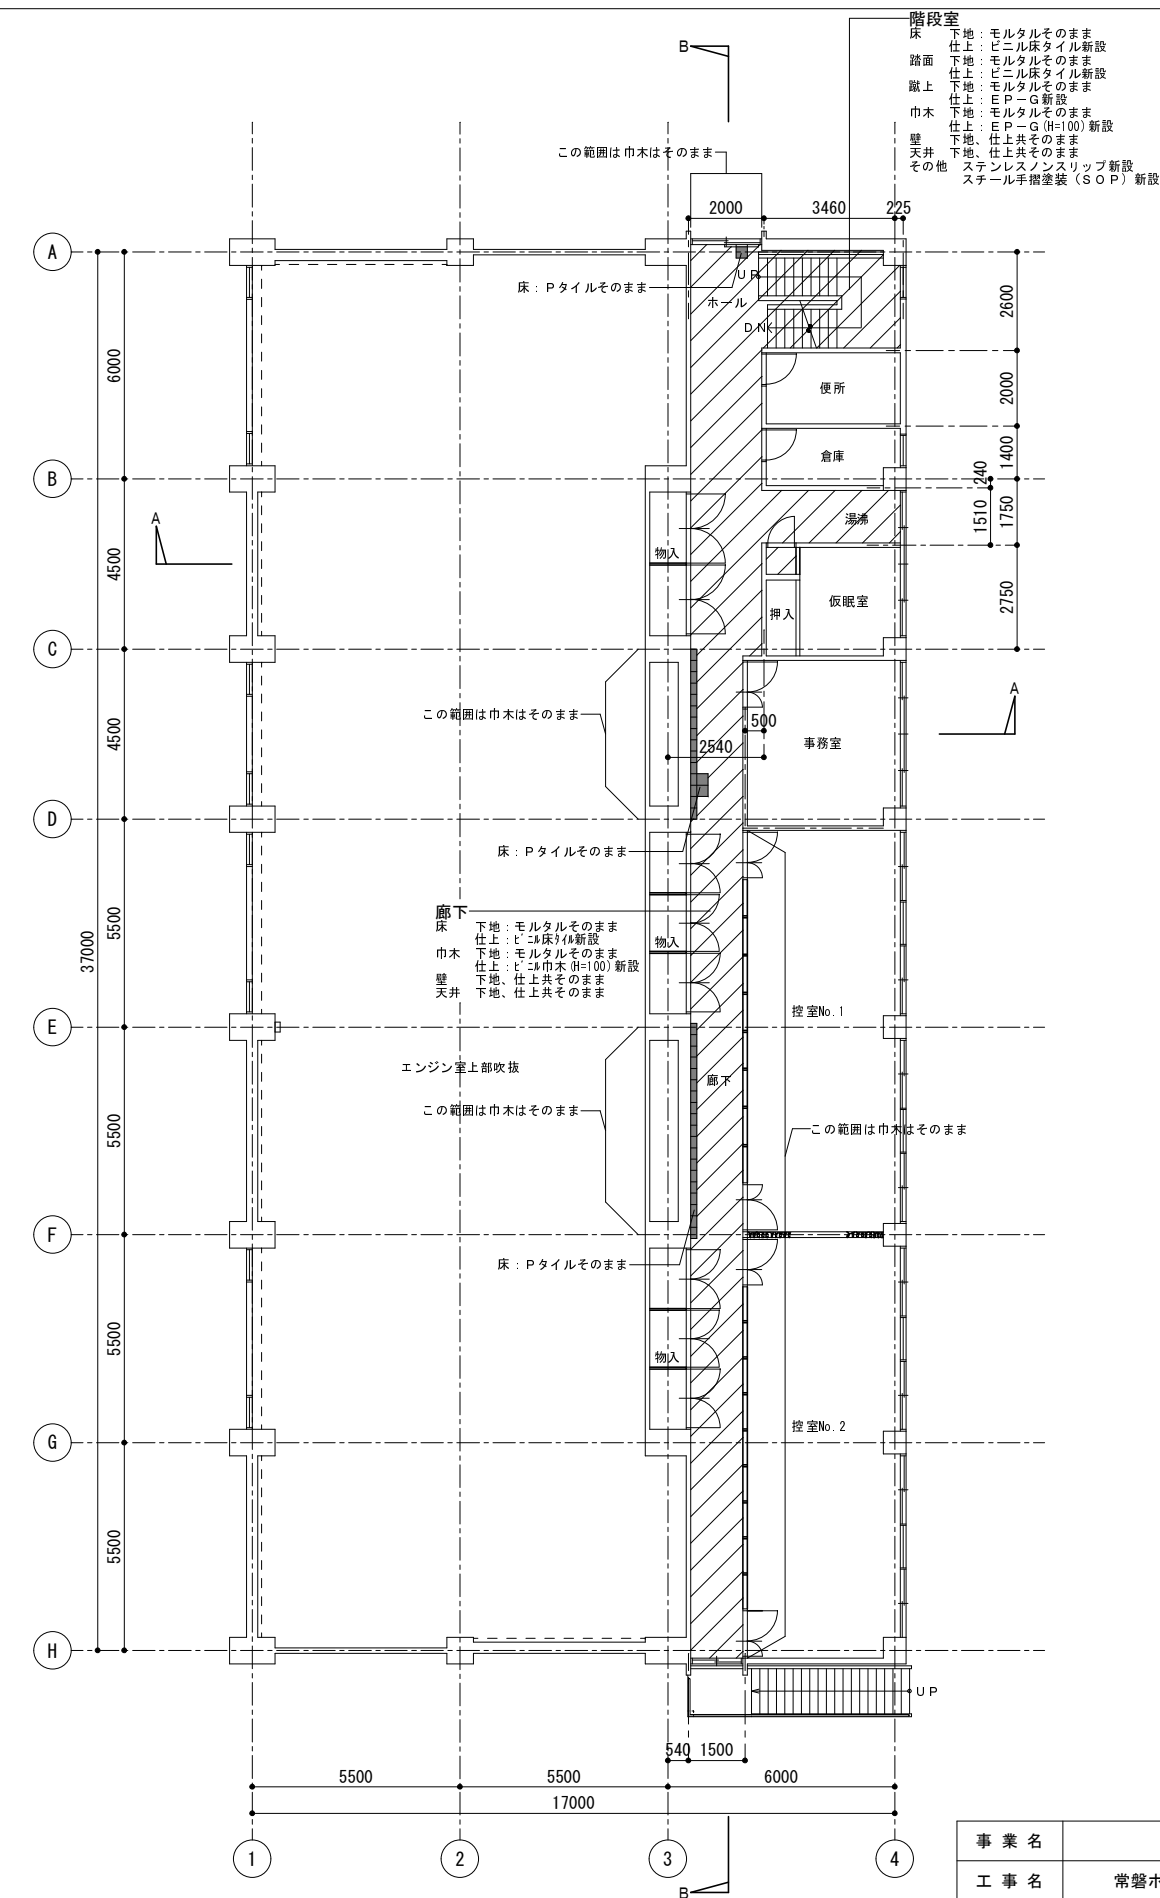 階段室
床 下地：モルタルそのまま
仕上：ビニル床タイル新設
踏面 下地：モルタルそのまま
仕上：ビニル床タイル新設
蹴上 下地：モルタルそのまま
仕上：ＥＰ－Ｇ新設
巾木 下地：モルタルそのまま
仕上：ＥＰ－Ｇ(H=100)新設
壁 下地、仕上共そのまま
天井 下地、仕上共そのまま
その他 ステンレスノンスリップ新設
スチール手摺塗装（ＳＯＰ）新設
B
この範囲は巾木はそのまま
2000 3460 225
A
床：Ｐタイルそのまま
UP
ホール
DN
2600
6000
2000
便所
倉庫
1400
B
240
A
1510
1750
湯沸
4500
物入
仮眠室
押入
2750
C
A
この範囲は巾木はそのまま
4500
500
2540
事務室
D
床：Ｐタイルそのまま
廊下
床 下地：モルタルそのまま
仕上：ﾋﾞﾆﾙ床ﾀｲﾙ新設
巾木 下地：モルタルそのまま
仕上：ﾋﾞﾆﾙ巾木(H=100)新設
壁 下地、仕上共そのまま
天井 下地、仕上共そのまま
5500
37000
物入
控室No.1
E
エンジン室上部吹抜
廊下
この範囲は巾木はそのまま
5500
この範囲は巾木はそのまま
F
床：Ｐタイルそのまま
5500
物入
控室No.2
G
5500
H
UP
540 1500
5500 5500 6000
17000
1 2 3 4
B
事業名
工事名 常磐ポ